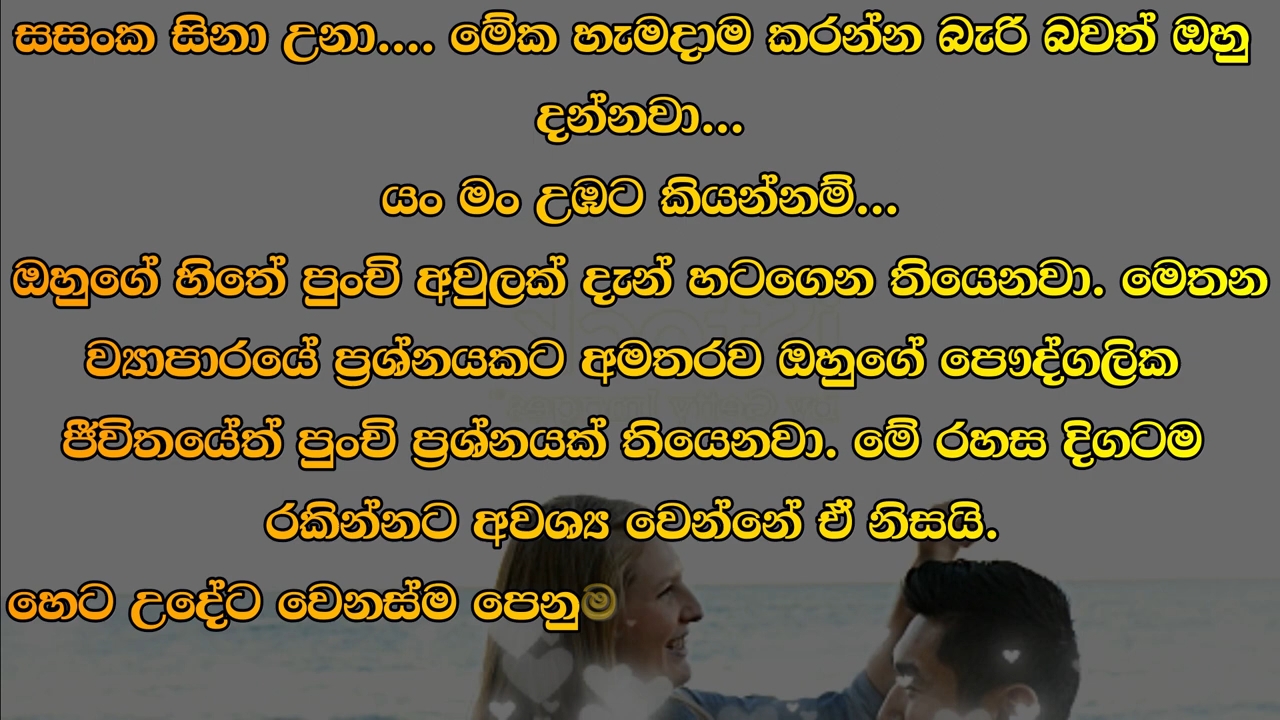 සසංක සිනා උනා.... මේක හැමදාම කරන්න බැරි බවත් ඔහු
දන්නවා...
යං මං උඹට කියන්නම්...
ඔහුගේ හිතේ පුංචි අවුලක් දැන් හටගෙන තියෙනවා. මෙතන
ව්‍යාපාරයේ ප්‍රශ්නයකට අමතරව ඔහුගේ පෞද්ගලික
ජීවිතයේත් පුංචි ප්‍රශ්නයක් තියෙනවා. මේ රහස දිගටම
රකින්නට අවශ්‍ය වෙන්නේ ඒ නිසයි.
හෙට උදේට වෙනස්ම පෙනුම